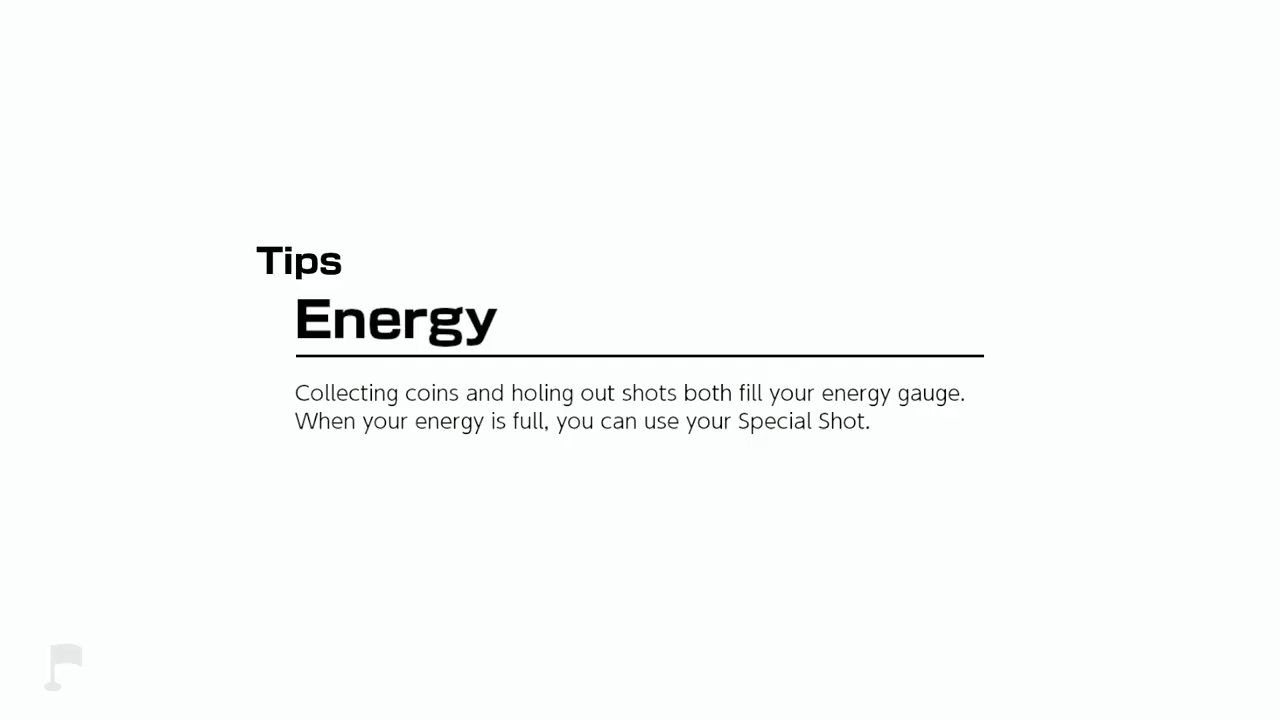 Tips
Energy
Collecting coins and holing out shots both fill your energy gauge.
When your energy is full, you can use your Special Shot.